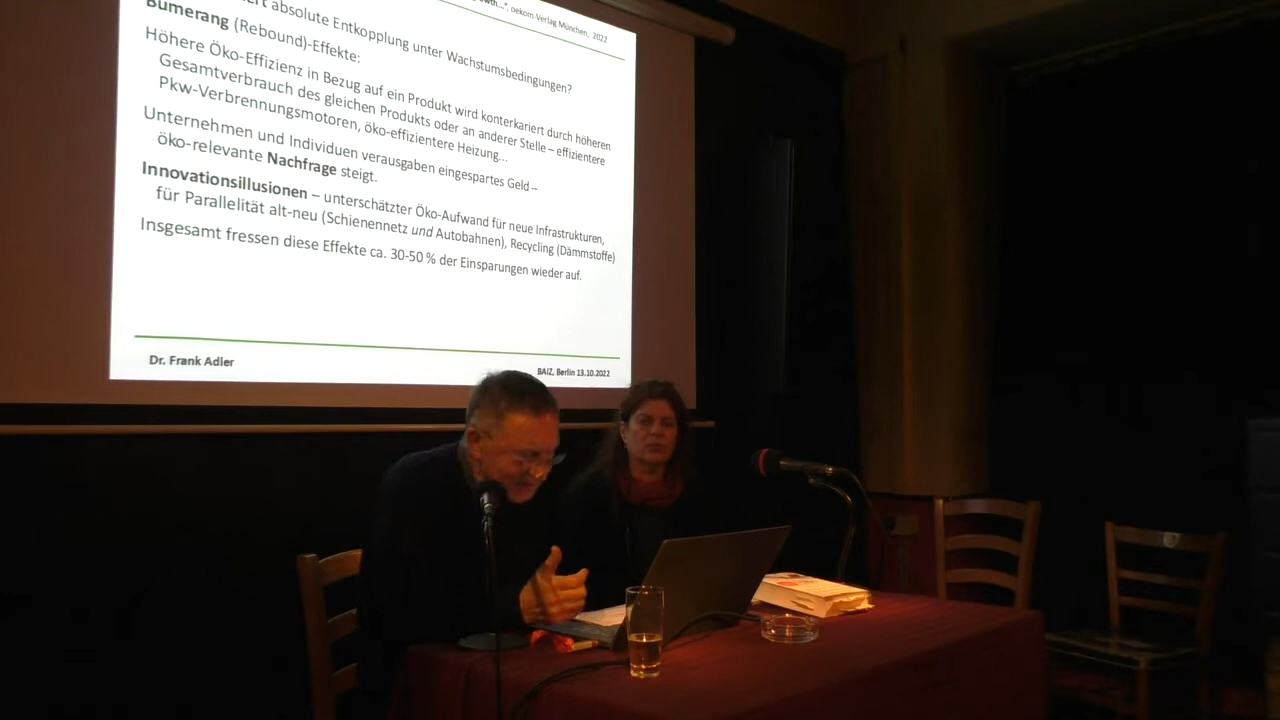 wth...", oekom-Verlag München, 2022
absolute Entkopplung unter Wachstumsbedingungen?
Bumerang (Rebound)-Effekte:
Höhere Öko-Effizienz in Bezug auf ein Produkt wird konterkariert durch höheren
Gesamtverbrauch des gleichen Produkts oder an anderer Stelle – effizientere
Pkw-Verbrennungsmotoren, öko-effizientere Heizung...
Unternehmen und Individuen verausgaben eingespartes Geld –
öko-relevante Nachfrage steigt.
Innovationsillusionen – unterschätzter Öko-Aufwand für neue Infrastrukturen,
für Parallelität alt-neu (Schienennetz und Autobahnen), Recycling (Dämmstoffe)
Insgesamt fressen diese Effekte ca. 30-50 % der Einsparungen wieder auf.
Dr. Frank Adler
BAIZ, Berlin 13.10.2022